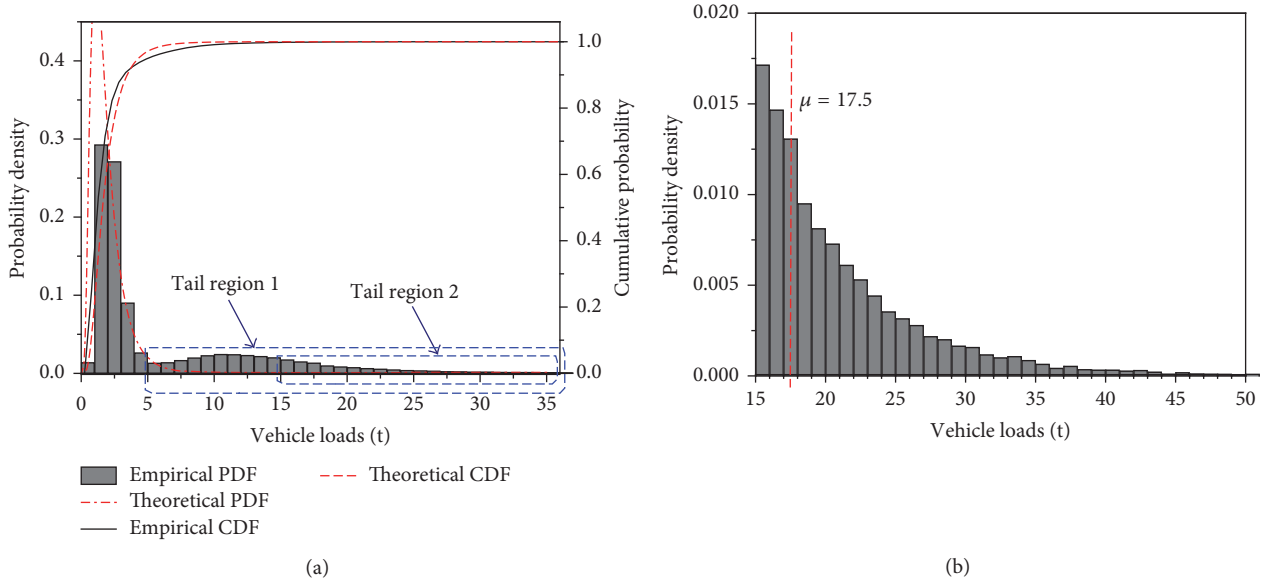 0.4
0.3
0.2
0.1
0.0
Probability density
1.0
0.8
0.6
0.4
0.2
0.0
Cumulative probability
Tail region 1
Tail region 2
0 5 10 15 20 25 30 35
Vehicle loads (t)
Empirical PDF
Theoretical PDF
Empirical CDF
Theoretical CDF
(a)
0.020
0.015
0.010
0.005
0.000
Probability density
μ = 17.5
15 20 25 30 35 40 45 50
Vehicle loads (t)
(b)